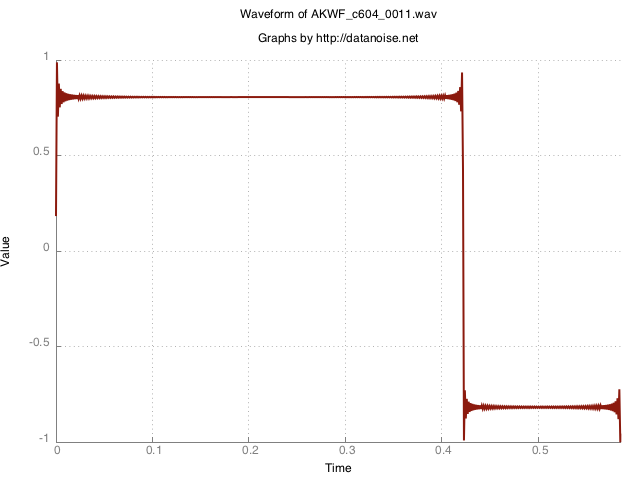 Waveform of AKWF_c604_0011.wav
Graphs by http://datanoise.net
1
0.5
0
-0.5
-1
Value
0 0.1 0.2 0.3 0.4 0.5
Time